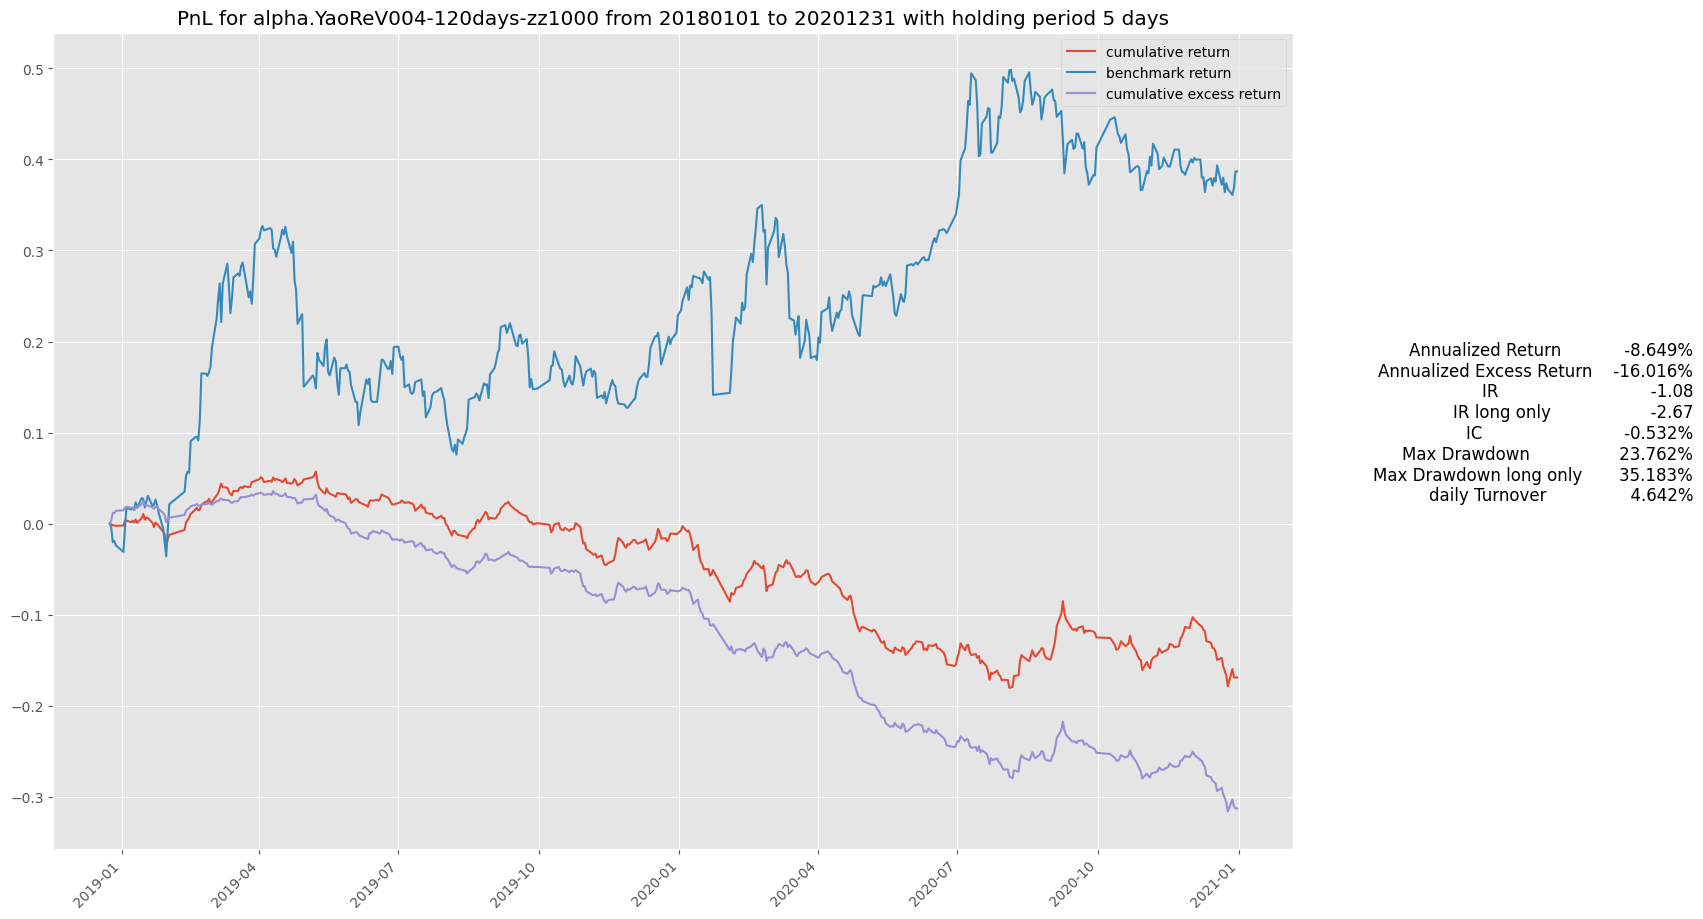 PnL for alpha.YaoReV004-120days-zz1000 from 20180101 to 20201231 with holding period 5 days
cumulative return
benchmark return
cumulative excess return
0.5
0.4
0.3
0.2
0.1
0.0
−0.1
−0.2
−0.3
2019-01
2019-04
2019-07
2019-10
2020-01
2020-04
2020-07
2020-10
2021-01
Annualized Return -8.649%
Annualized Excess Return -16.016%
IR -1.08
IR long only -2.67
IC -0.532%
Max Drawdown 23.762%
Max Drawdown long only 35.183%
daily Turnover 4.642%